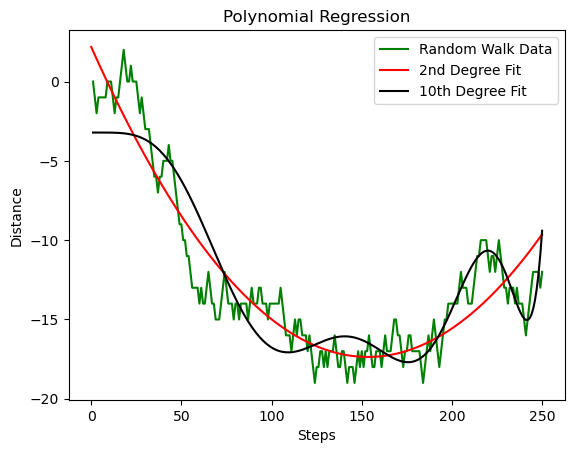 Polynomial Regression
Random Walk Data
2nd Degree Fit
10th Degree Fit
Distance
0
−5
−10
−15
−20
0 50 100 150 200 250
Steps